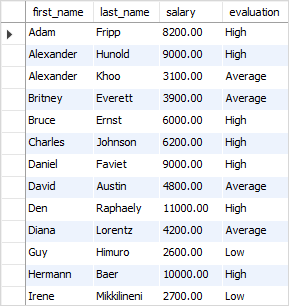 first_name last_name salary evaluation
Adam Fripp 8200.00 High
Alexander Hunold 9000.00 High
Alexander Khoo 3100.00 Average
Britney Everett 3900.00 Average
Bruce Ernst 6000.00 High
Charles Johnson 6200.00 High
Daniel Faviet 9000.00 High
David Austin 4800.00 Average
Den Raphaely 11000.00 High
Diana Lorentz 4200.00 Average
Guy Himuro 2600.00 Low
Hermann Baer 10000.00 High
Irene Mikkilineni 2700.00 Low